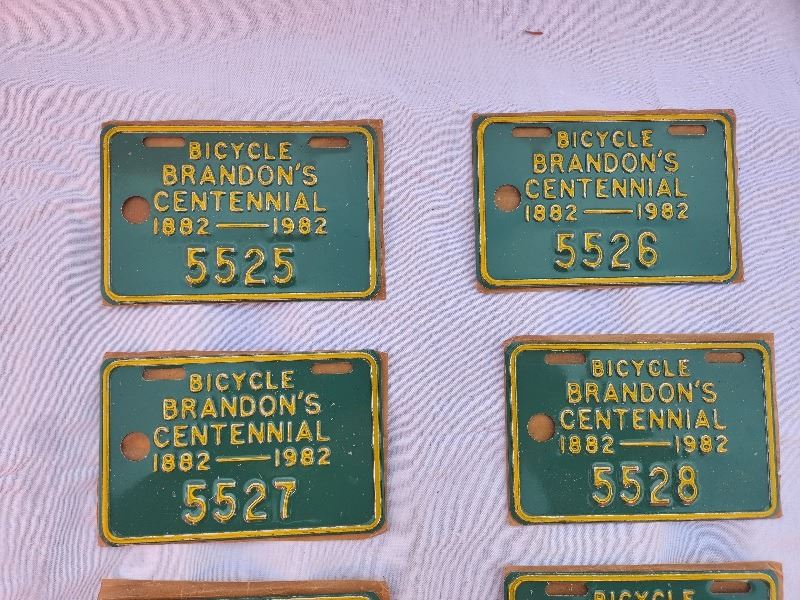 BICYCLE
BRANDON'S
CENTENNIAL
1882 — 1982
5525
BICYCLE
BRANDON'S
CENTENNIAL
1882 — 1982
5526
BICYCLE
BRANDON'S
CENTENNIAL
1882 — 1982
5527
BICYCLE
BRANDON'S
CENTENNIAL
1882 — 1982
5528
BICYCLE